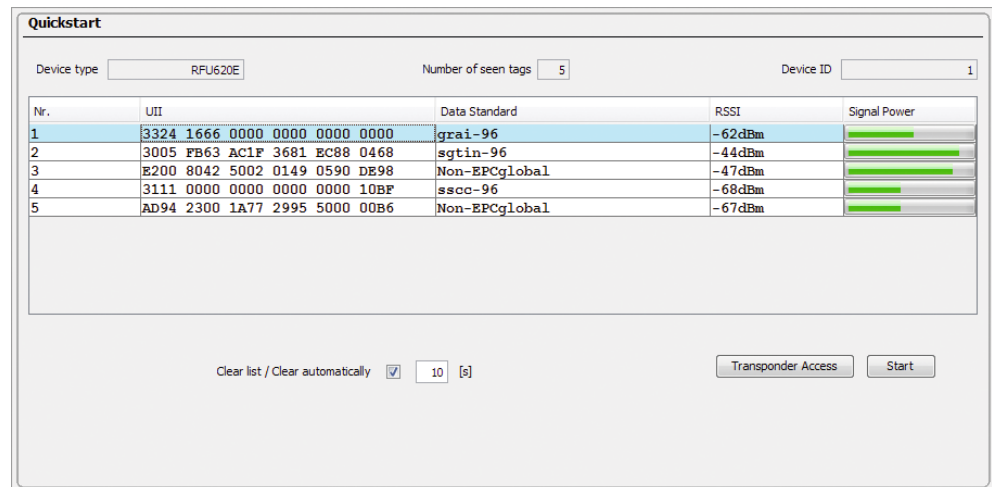 Quickstart
Device type RFU620E Number of seen tags 5 Device ID 1
Nr. UII Data Standard RSSI Signal Power
1 3324 1666 0000 0000 0000 0000 grai-96 -62dBm
2 3005 FB63 AC1F 3681 EC88 0468 sgtin-96 -44dBm
3 E200 8042 5002 0149 0590 DE98 Non-EPCglobal -47dBm
4 3111 0000 0000 0000 0000 10BF sscc-96 -68dBm
5 AD94 2300 1A77 2995 5000 00B6 Non-EPCglobal -67dBm
Clear list / Clear automatically 10 [s] Transponder Access Start